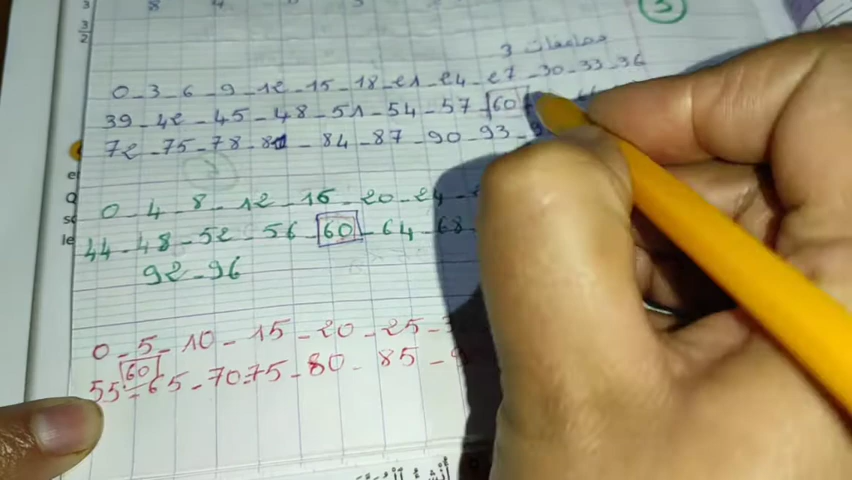 3
مضاعفات 3
0 - 3 - 6 - 9 - 12 - 15 - 18 - 21 - 24 - 27 - 30 - 33 - 36
39 - 42 - 45 - 48 - 51 - 54 - 57 - 60
72 - 75 - 78 - 81 - 84 - 87 - 90 - 93
0 - 4 - 8 - 12 - 16 - 20 - 24
44 - 48 - 52 - 56 60 - 64 - 68
92 - 96
0 - 5 - 10 - 15 - 20 - 25
60
55 - 65 - 70 - 75 - 80 - 85